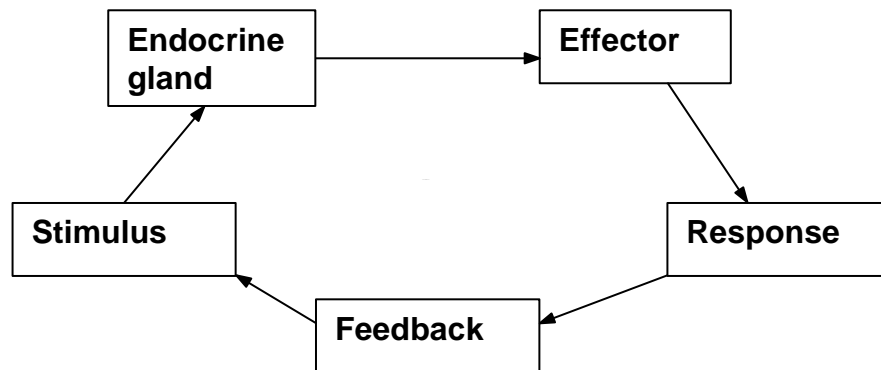 Endocrine
gland
Effector
Stimulus
Response
Feedback